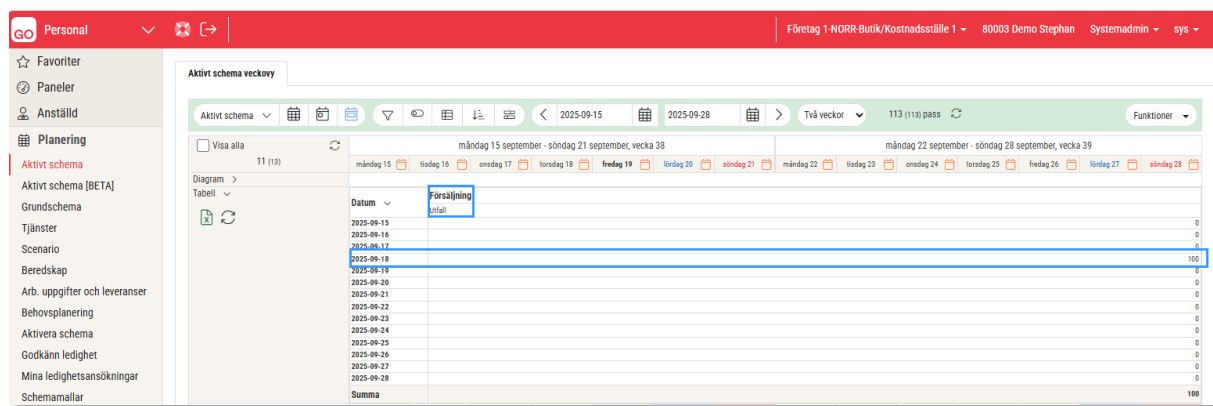 GO Personal Företag 1-NORR-Butik/Kostnadsställe 1 80003 Demo Stephan Systemadmin sys
Favoriter
Paneler
Anställd
Planering
Aktivt schema
Aktivt schema [BETA]
Grundschema
Tjänster
Scenario
Beredskap
Arb. uppgifter och leveranser
Behovsplanering
Aktivera schema
Godkänn ledighet
Mina ledighetsansökningar
Schemamallar
Aktivt schema veckovy
Aktivt schema 2025-09-15 2025-09-28 Två veckor 113 (113) pass Funktioner
Visa alla måndag 15 september - söndag 21 september, vecka 38 måndag 22 september - söndag 28 september, vecka 39
11 (13) måndag 15 tisdag 16 onsdag 17 torsdag 18 fredag 19 lördag 20 söndag 21 måndag 22 tisdag 23 onsdag 24 torsdag 25 fredag 26 lördag 27 söndag 28
Diagram
Tabell
Datum Försäljning
Utfall
2025-09-15 0
2025-09-16 0
2025-09-17 0
2025-09-18 100
2025-09-19 0
2025-09-20 0
2025-09-21 0
2025-09-22 0
2025-09-23 0
2025-09-24 0
2025-09-25 0
2025-09-26 0
2025-09-27 0
2025-09-28 0
Summa 100